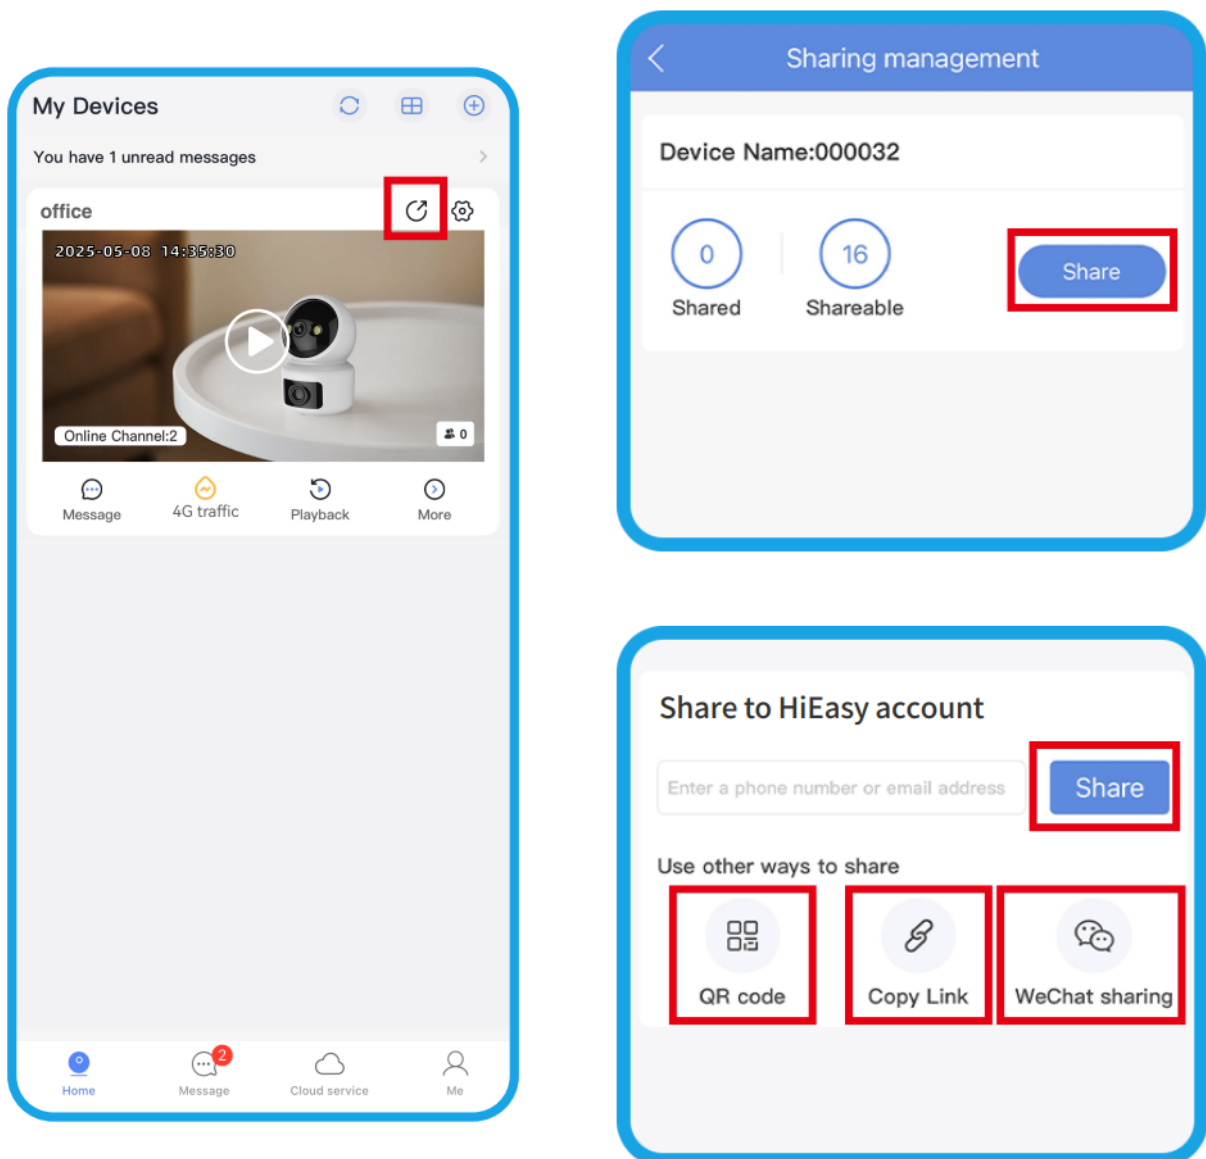 My Devices
You have 1 unread messages
office
2025-05-08 14:35:30
Online Channel:2
0
Message
4G traffic
Playback
More
Home
2
Message
Cloud service
Me
Sharing management
Device Name:000032
0
Shared
16
Shareable
Share
Share to HiEasy account
Enter a phone number or email address
Share
Use other ways to share
QR code
Copy Link
WeChat sharing